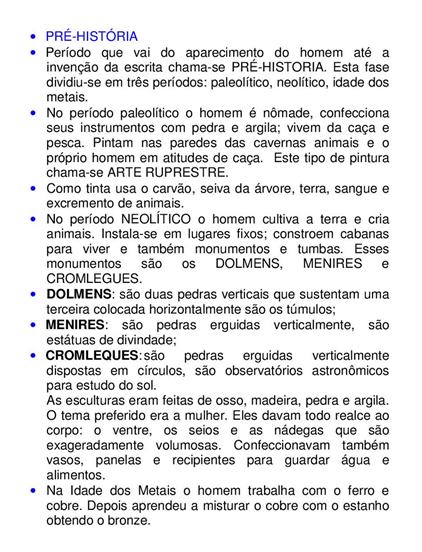 • PRÉ-HISTÓRIA
• Período que vai do aparecimento do homem até a
invenção da escrita chama-se PRÉ-HISTORIA. Esta fase
dividiu-se em três períodos: paleolítico, neolítico, idade dos
metais.
• No período paleolítico o homem é nômade, confecciona
seus instrumentos com pedra e argila; vivem da caça e
pesca. Pintam nas paredes das cavernas animais e o
próprio homem em atitudes de caça. Este tipo de pintura
chama-se ARTE RUPRESTRE.
• Como tinta usa o carvão, seiva da árvore, terra, sangue e
excremento de animais.
• No período NEOLÍTICO o homem cultiva a terra e cria
animais. Instala-se em lugares fixos; constroem cabanas
para viver e também monumentos e tumbas. Esses
monumentos são os DOLMENS, MENIRES e
CROMLEGUES.
• DOLMENS: são duas pedras verticais que sustentam uma
terceira colocada horizontalmente são os túmulos;
• MENIRES: são pedras erguidas verticalmente, são
estátuas de divindade;
• CROMLEQUES: são pedras erguidas verticalmente
dispostas em círculos, são observatórios astronômicos
para estudo do sol.
As esculturas eram feitas de osso, madeira, pedra e argila.
O tema preferido era a mulher. Eles davam todo realce ao
corpo: o ventre, os seios e as nádegas que são
exageradamente volumosas. Confeccionavam também
vasos, panelas e recipientes para guardar água e
alimentos.
• Na Idade dos Metais o homem trabalha com o ferro e
cobre. Depois aprendeu a misturar o cobre com o estanho
obtendo o bronze.